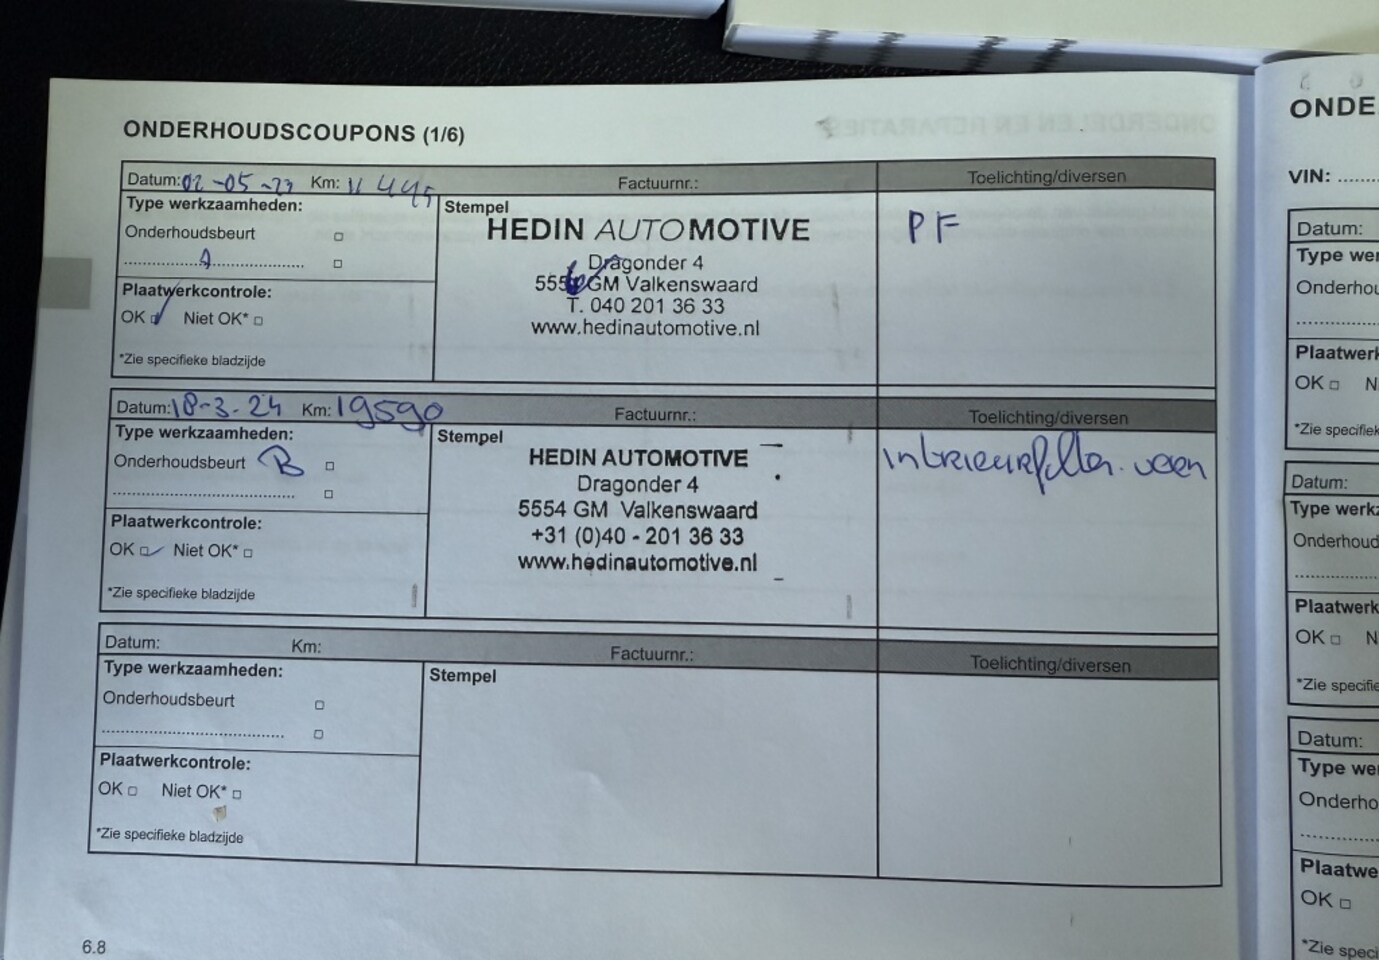 ONDERHOUDSCOUPONS (1/6)
Datum: 02-05-23 Km: 11445 Factuurnr.: Toelichting/diversen
Type werkzaamheden:
Onderhoudsbeurt
A
Plaatwerkcontrole:
OK Niet OK*
*Zie specifieke bladzijde
Stempel
HEDIN AUTOMOTIVE
Dragonder 4
GM Valkenswaard
T. 040 201 36 33
www.hedinautomotive.nl
PF
Datum: 18-3-24 Km: 19590 Factuurnr.: Toelichting/diversen
Type werkzaamheden:
Onderhoudsbeurt B
Plaatwerkcontrole:
OK Niet OK*
*Zie specifieke bladzijde
Stempel
HEDIN AUTOMOTIVE
Dragonder 4
5554 GM Valkenswaard
+31 (0)40 - 201 36 33
www.hedinautomotive.nl
Datum: Km: Factuurnr.: Toelichting/diversen
Type werkzaamheden:
Onderhoudsbeurt
Plaatwerkcontrole:
OK Niet OK*
*Zie specifieke bladzijde
Stempel
6.8
ONDE
VIN:
Datum:
Type wer
Onderhou
Plaatwerk
OK N
*Zie specifiek
Datum:
Type werkz
Onderhoud
Plaatwerk
OK N
*Zie specifie
Datum:
Type we
Onderho
Plaatwe
OK
*Zie spec